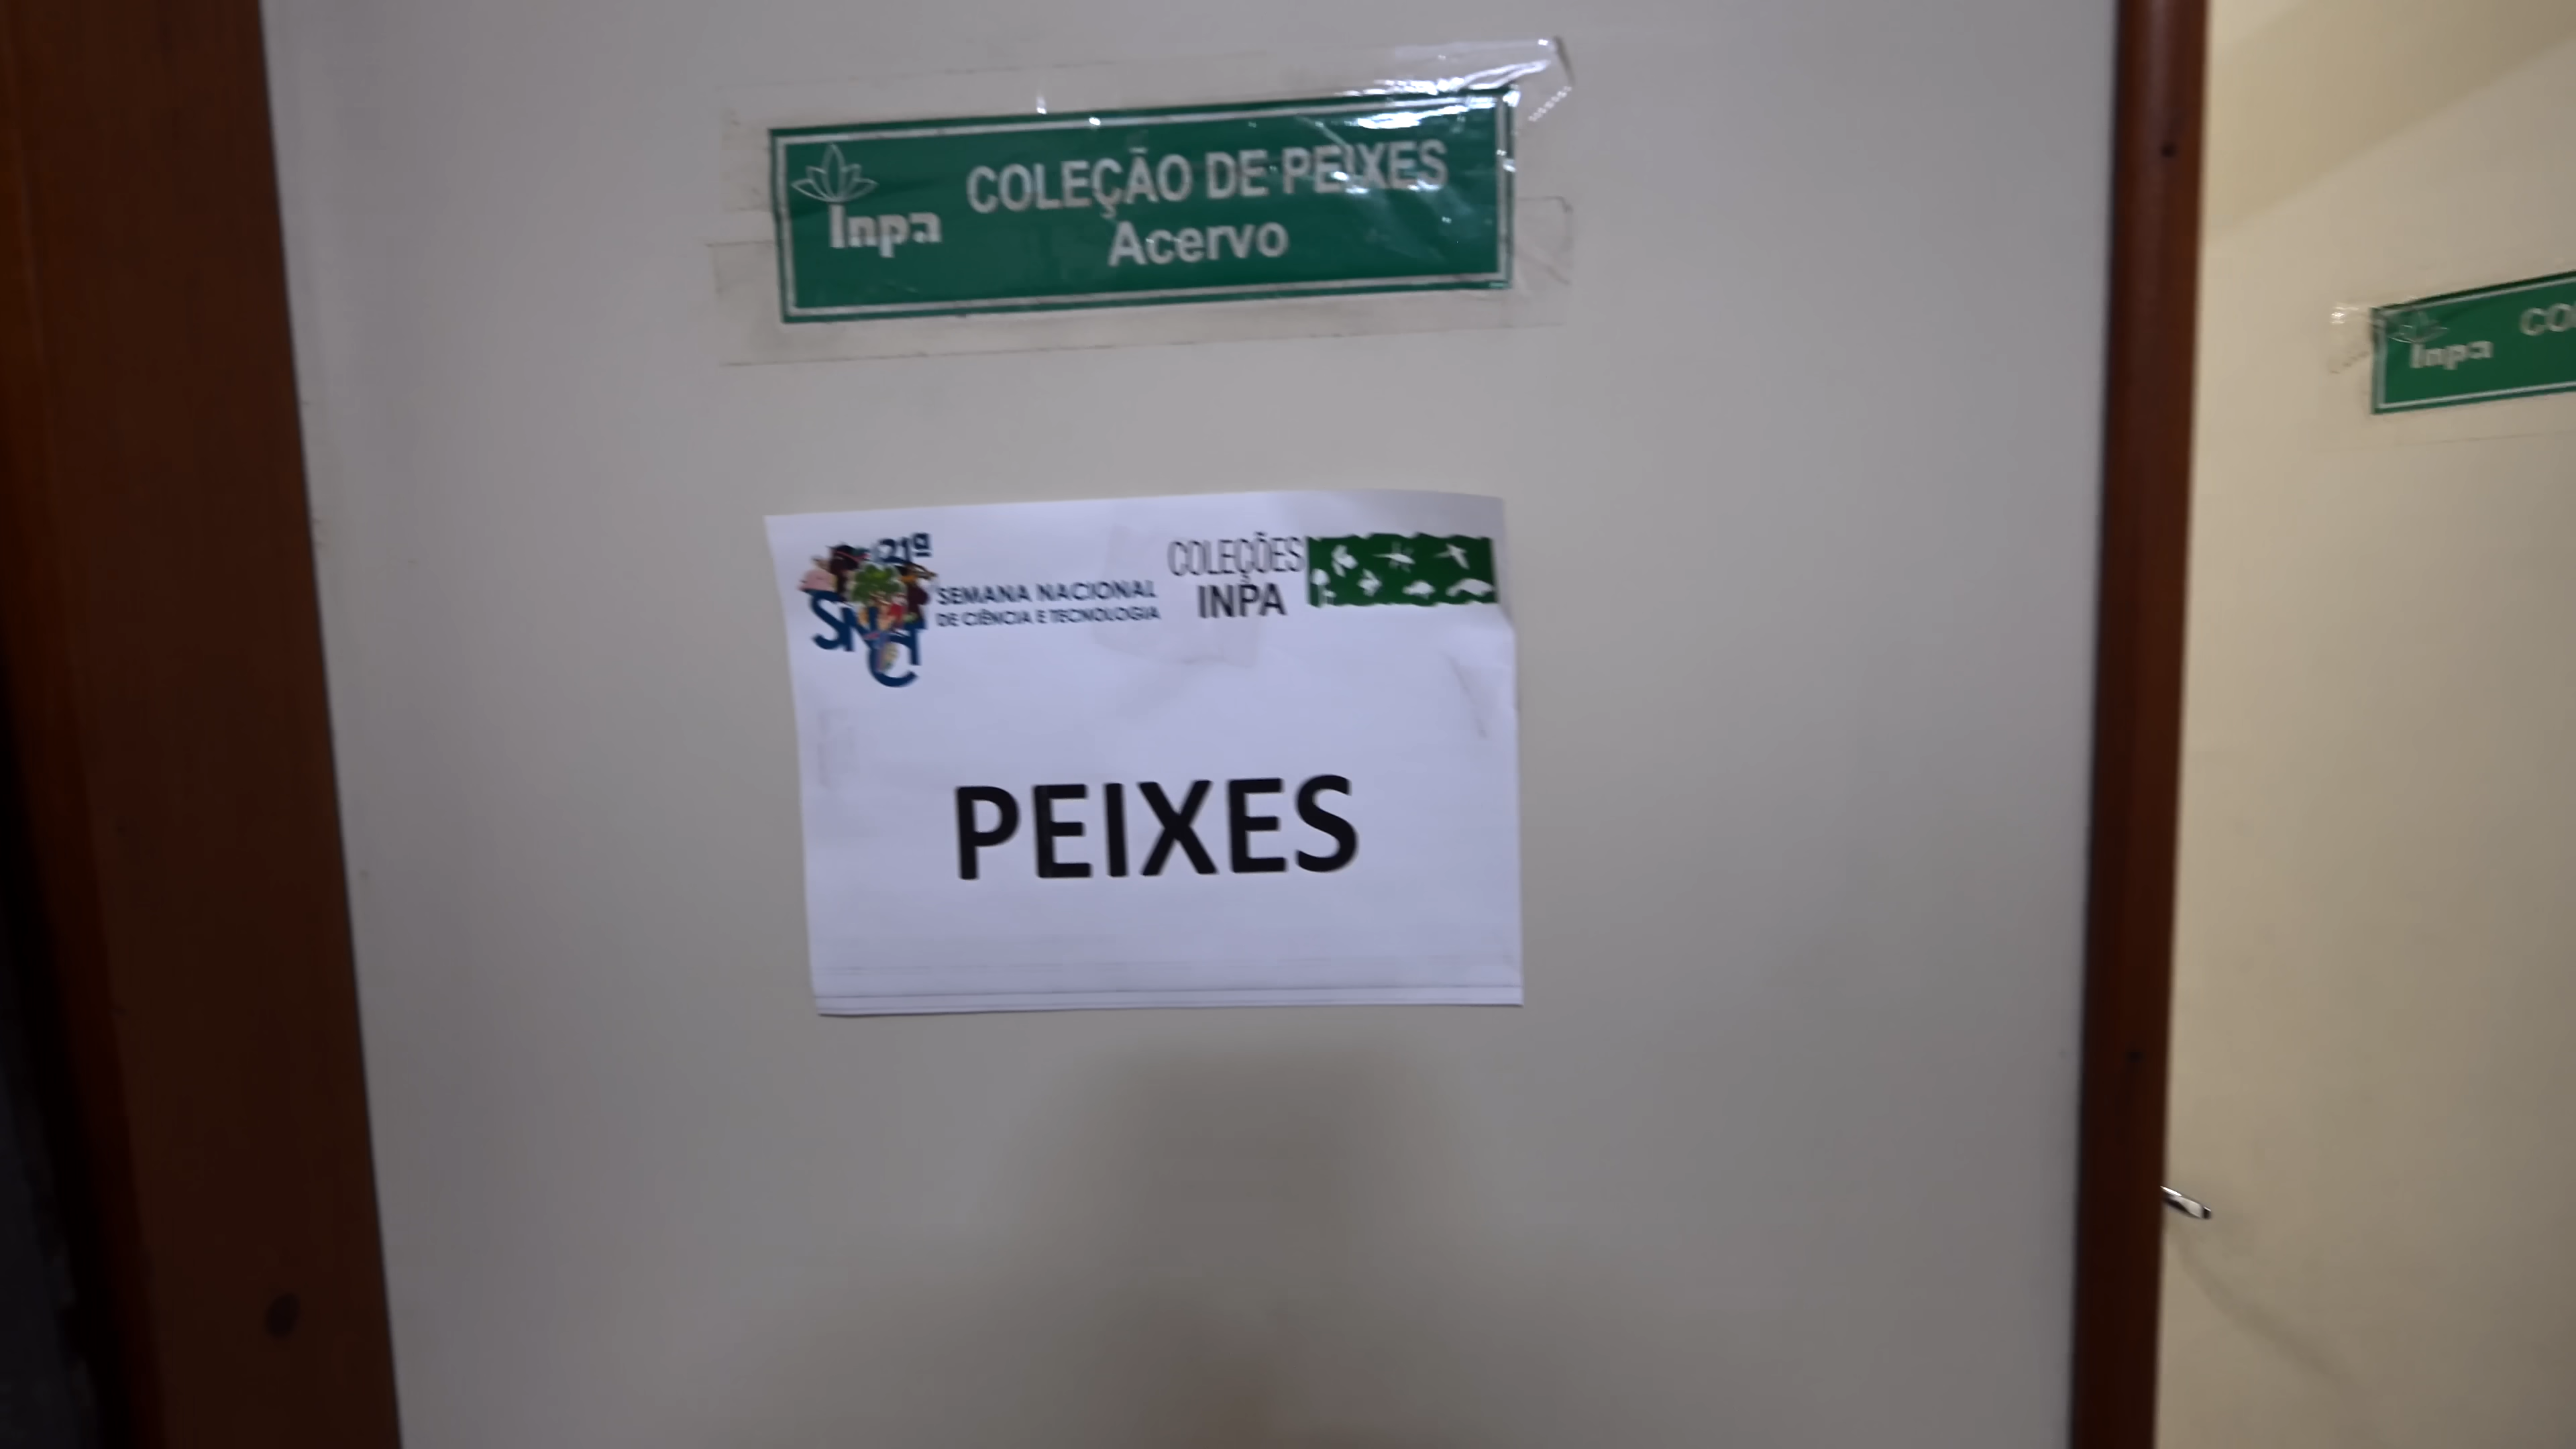 Inpa
COLEÇÃO DE PEIXES
Acervo
Inpa
21ª
SNCT
SEMANA NACIONAL
DE CIÊNCIA E TECNOLOGIA
COLEÇÕES
INPA
PEIXES